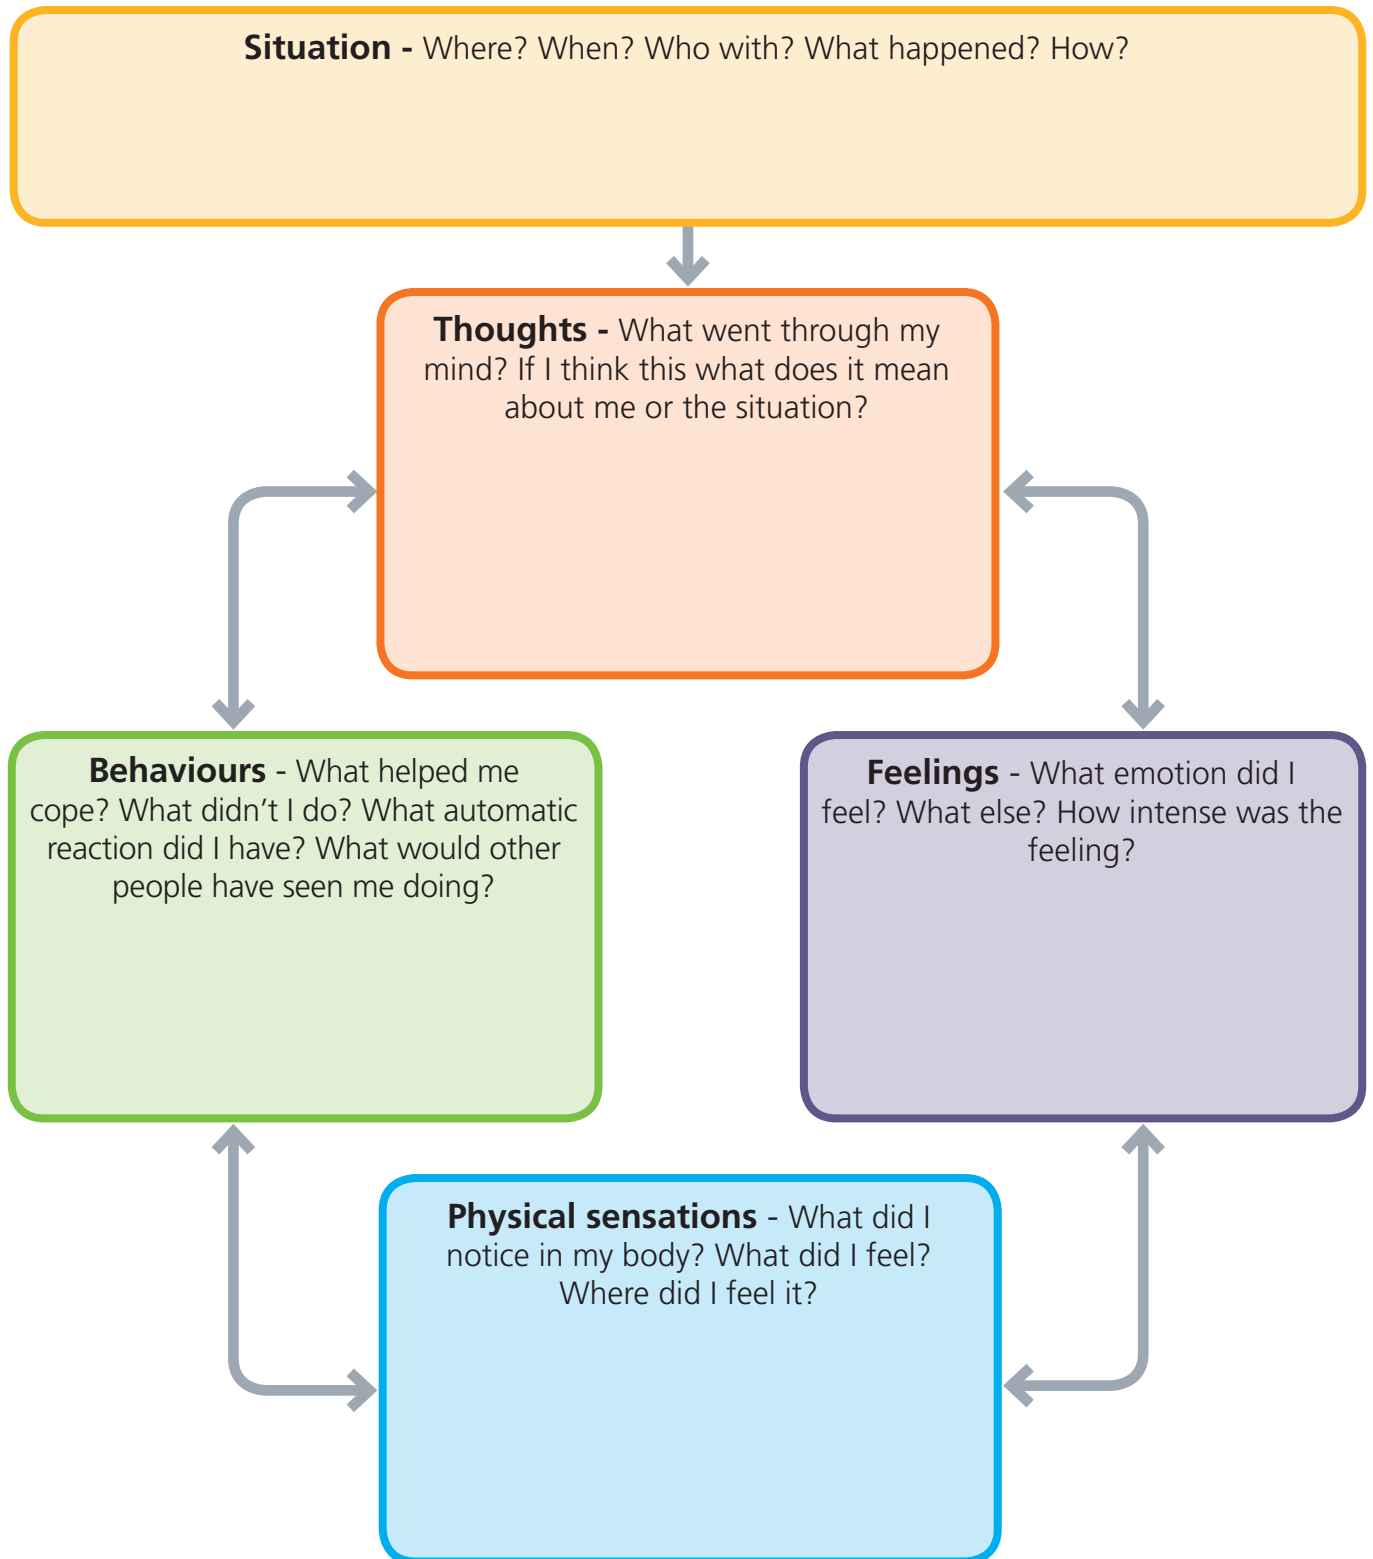 Situation - Where? When? Who with? What happened? How?
Thoughts - What went through my
mind? If I think this what does it mean
about me or the situation?
Behaviours - What helped me
cope? What didn't I do? What automatic
reaction did I have? What would other
people have seen me doing?
Feelings - What emotion did I
feel? What else? How intense was the
feeling?
Physical sensations - What did I
notice in my body? What did I feel?
Where did I feel it?